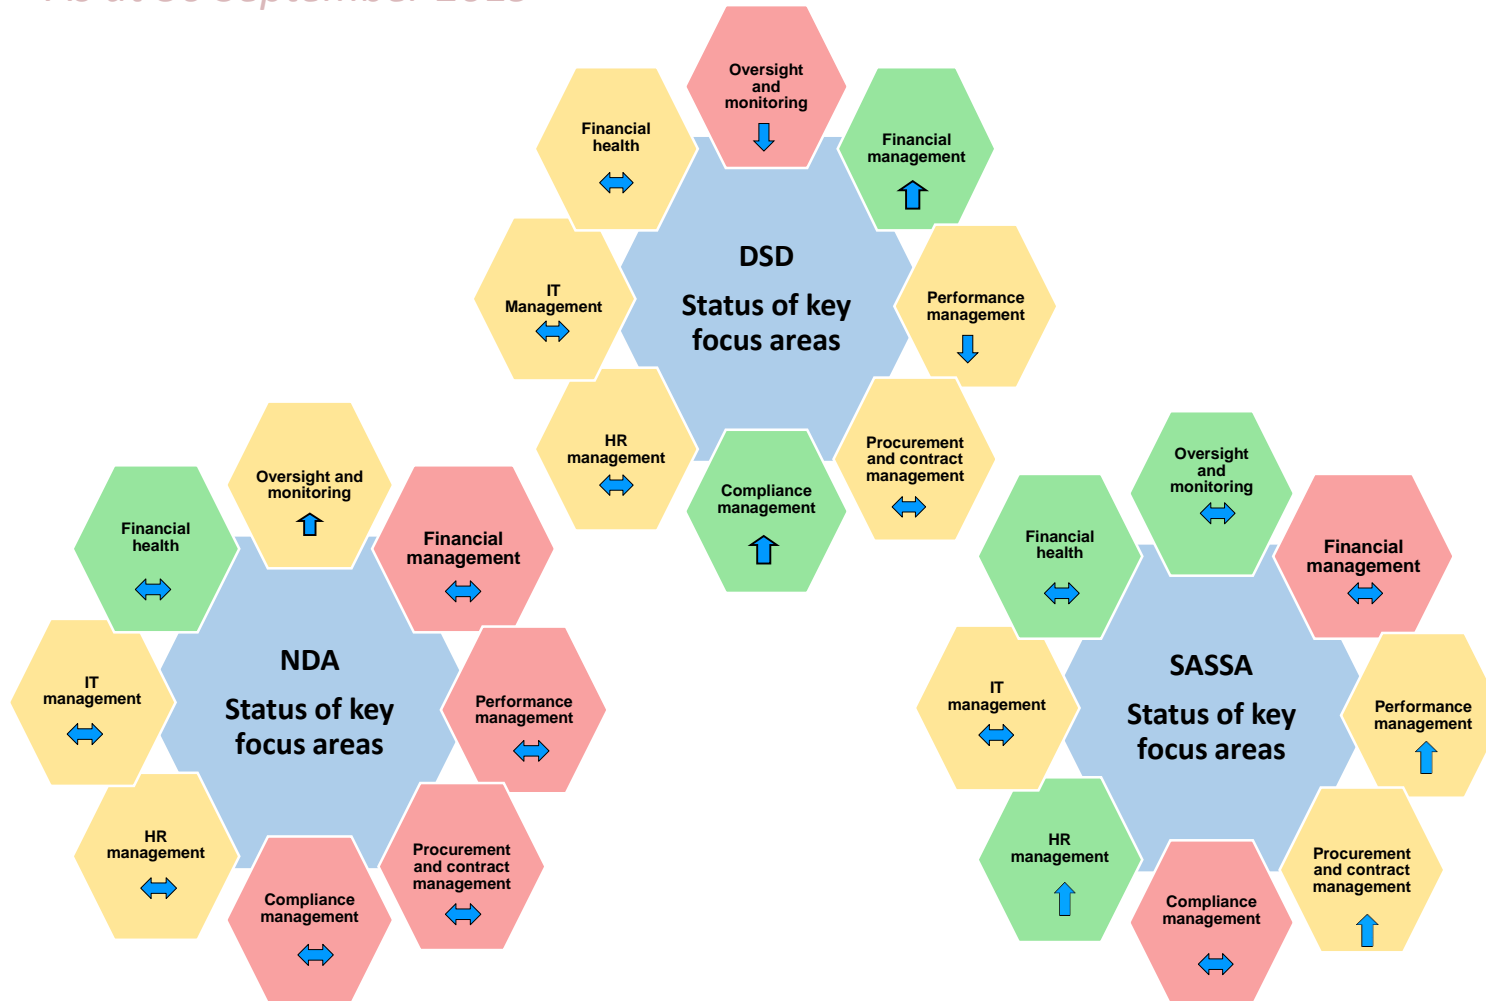 Oversight
and
monitoring
Financial
health
Financial
management
DSD
Status of key
focus areas
IT
Management
Performance
management
HR
management
Procurement
and contract
management
Compliance
management
Oversight and
monitoring
Financial
health
Financial
management
NDA
Status of key
focus areas
IT
management
Performance
management
HR
management
Procurement
and contract
management
Compliance
management
Oversight
and
monitoring
Financial
health
Financial
management
SASSA
Status of key
focus areas
IT
management
Performance
management
HR
management
Procurement
and contract
management
Compliance
management